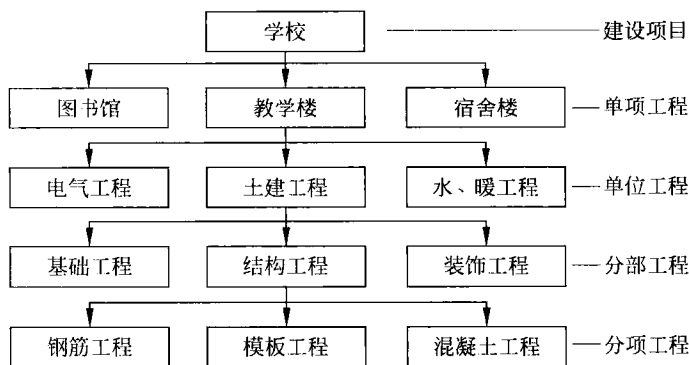 学校 建设项目
图书馆 教学楼 宿舍楼 单项工程
电气工程 土建工程 水、暖工程 单位工程
基础工程 结构工程 装饰工程 分部工程
钢筋工程 模板工程 混凝土工程 分项工程